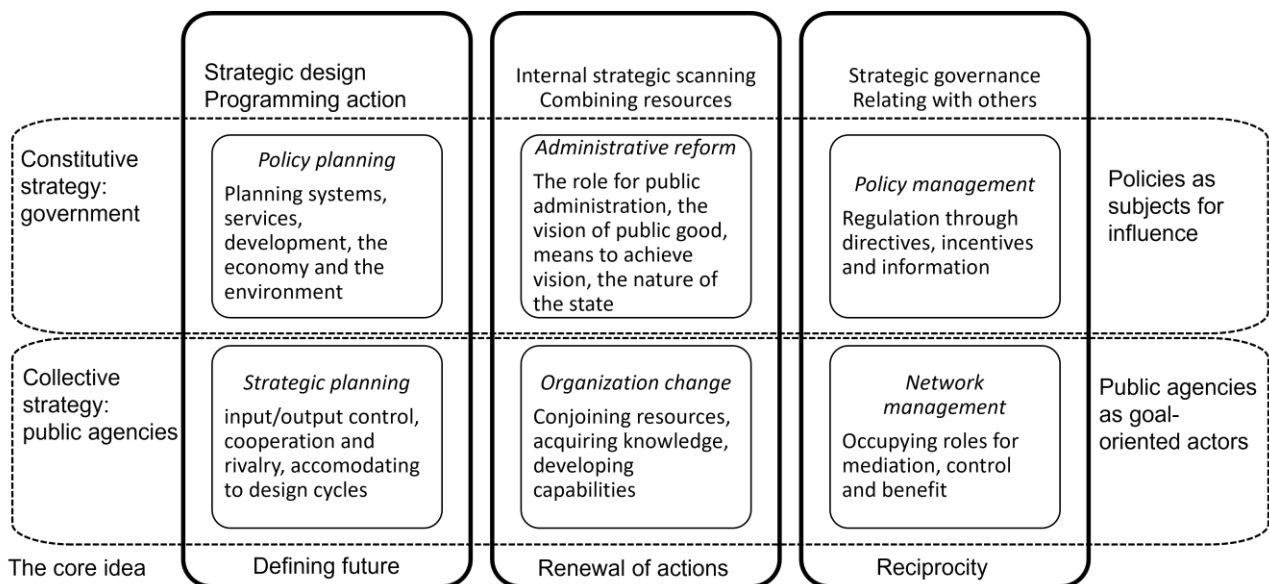 Strategic design
Programming action
Internal strategic scanning
Combining resources
Strategic governance
Relating with others
Constitutive
strategy:
government
Policy planning
Planning systems,
services,
development, the
economy and the
environment
Administrative reform
The role for public
administration, the
vision of public good,
means to achieve
vision, the nature of
the state
Policy management
Regulation through
directives, incentives
and information
Policies as
subjects for
influence
Collective
strategy:
public agencies
Strategic planning
input/output control,
cooperation and
rivalry, accomodating
to design cycles
Organization change
Conjoining resources,
acquiring knowledge,
developing
capabilities
Network
management
Occupying roles for
mediation, control
and benefit
Public agencies
as goal-
oriented actors
The core idea
Defining future
Renewal of actions
Reciprocity